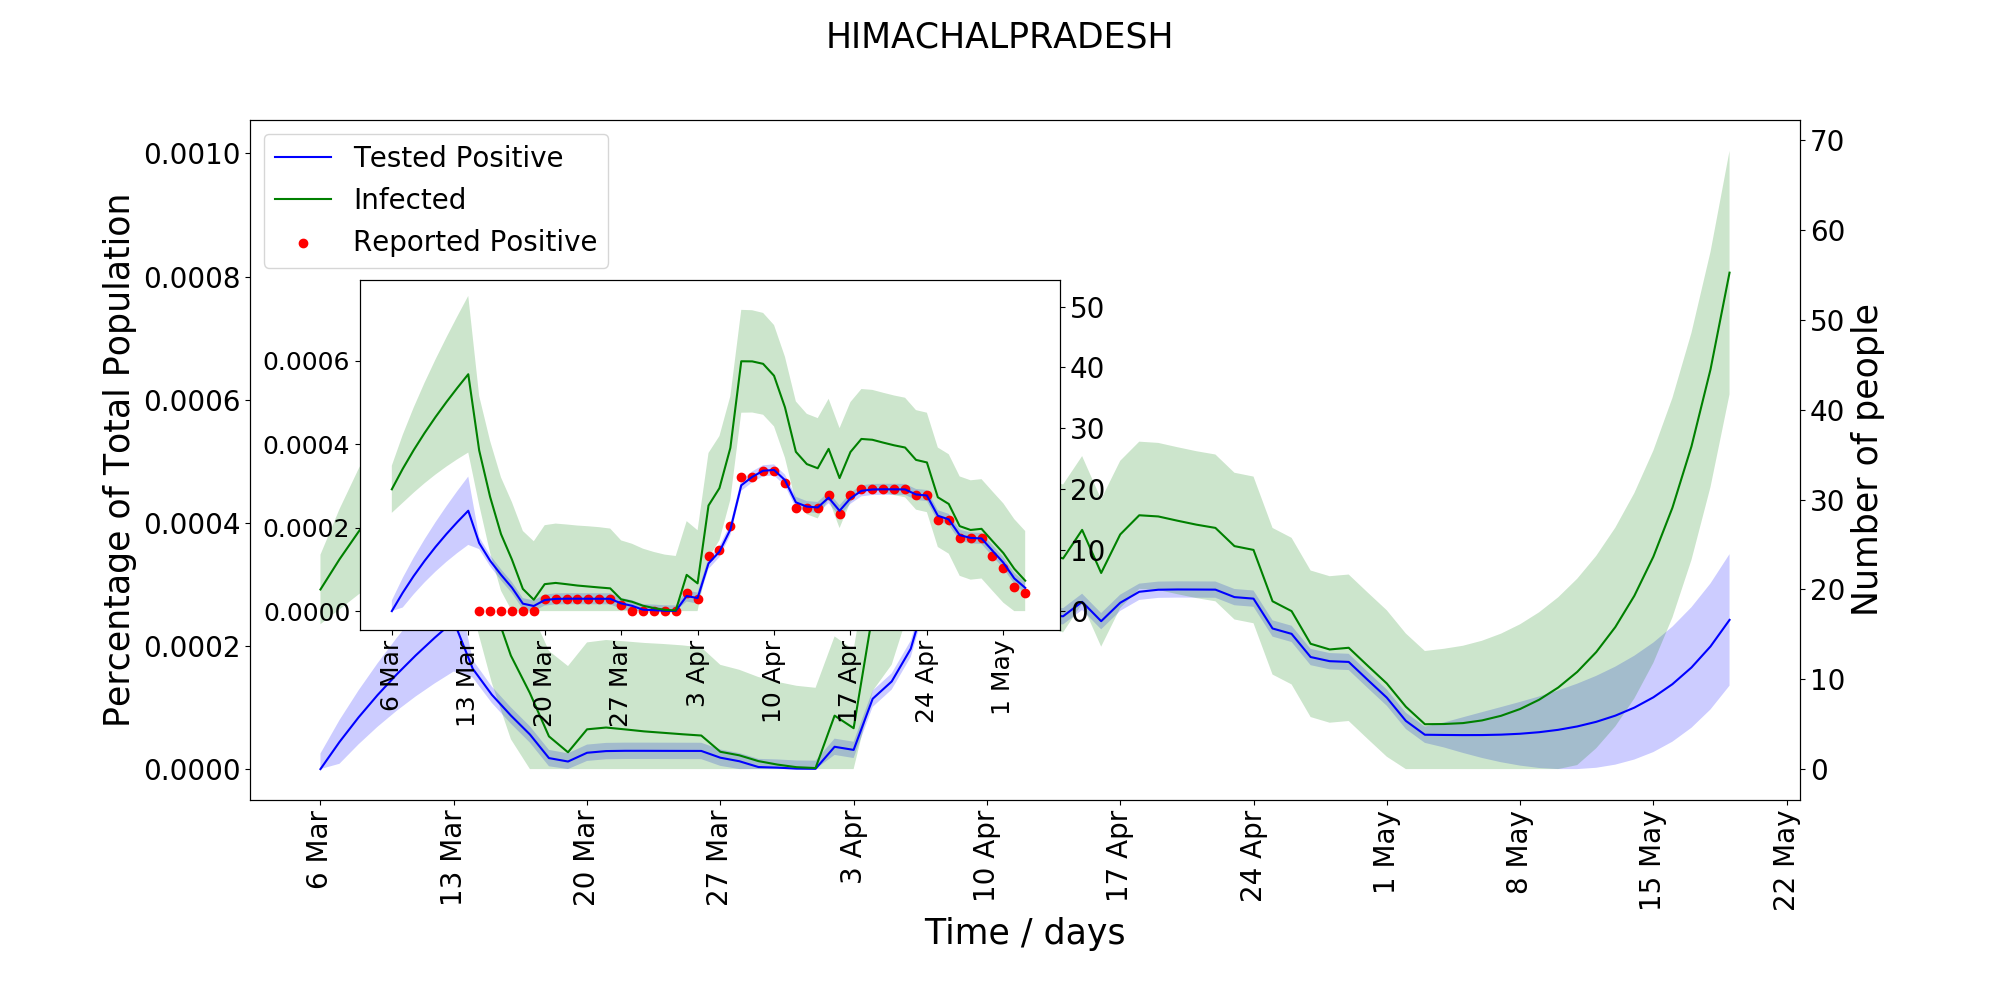 HIMACHALPRADESH
Tested Positive
Infected
Reported Positive
Percentage of Total Population
0.0010
0.0008
0.0006
0.0004
0.0002
0.0000
70
60
50
40
30
20
10
0
Number of people
0.0006
0.0004
0.0002
0.0000
50
40
30
20
10
0
6 Mar
13 Mar
20 Mar
27 Mar
3 Apr
10 Apr
17 Apr
24 Apr
1 May
6 Mar
13 Mar
20 Mar
27 Mar
3 Apr
10 Apr
17 Apr
24 Apr
1 May
8 May
15 May
22 May
Time / days